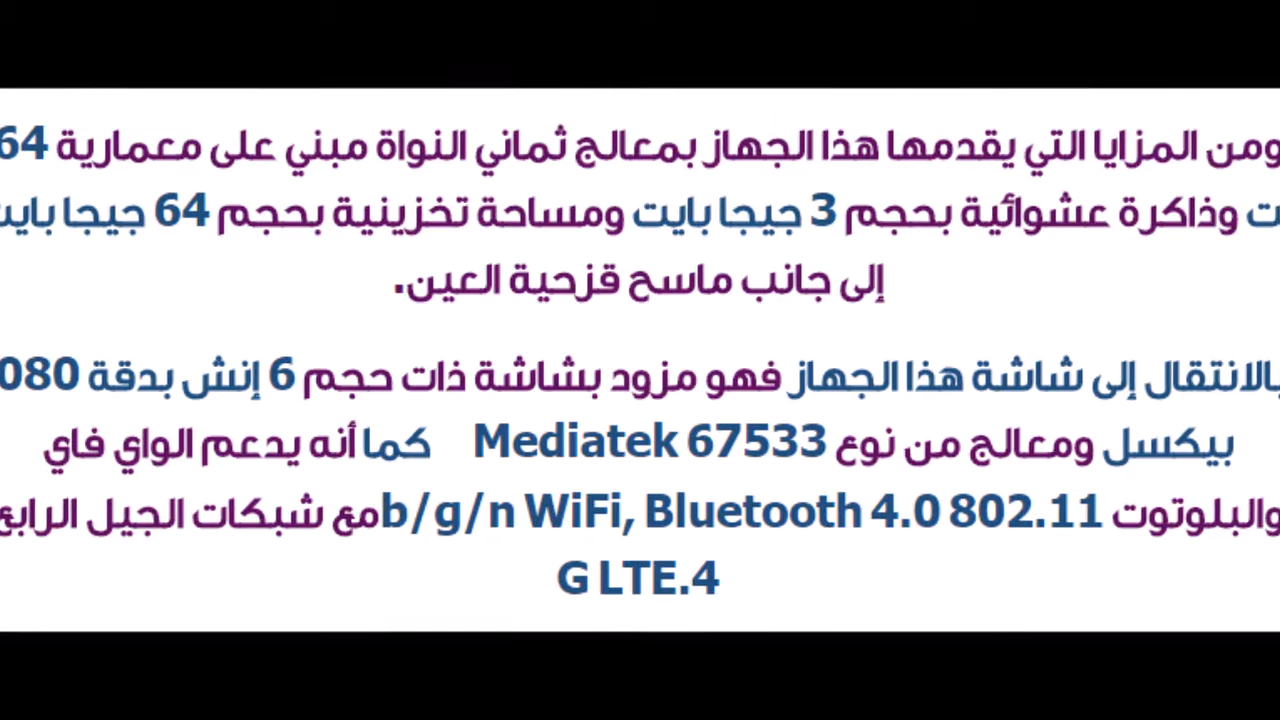 ومن المزايا التي يقدمها هذا الجهاز بمعالج ثماني النواة مبني على معمارية 64
ت وذاكرة عشوائية بحجم 3 جيجا بايت ومساحة تخزينية بحجم 64 جيجا بايت
إلى جانب ماسح قزحية العين.
بالانتقال إلى شاشة هذا الجهاز فهو مزود بشاشة ذات حجم 6 إنش بدقة 080
بيكسل ومعالج من نوع Mediatek 67533 كما أنه يدعم الواي فاي
والبلوتوت b/g/n WiFi, Bluetooth 4.0 802.11مع شبكات الجيل الرابع
G LTE.4